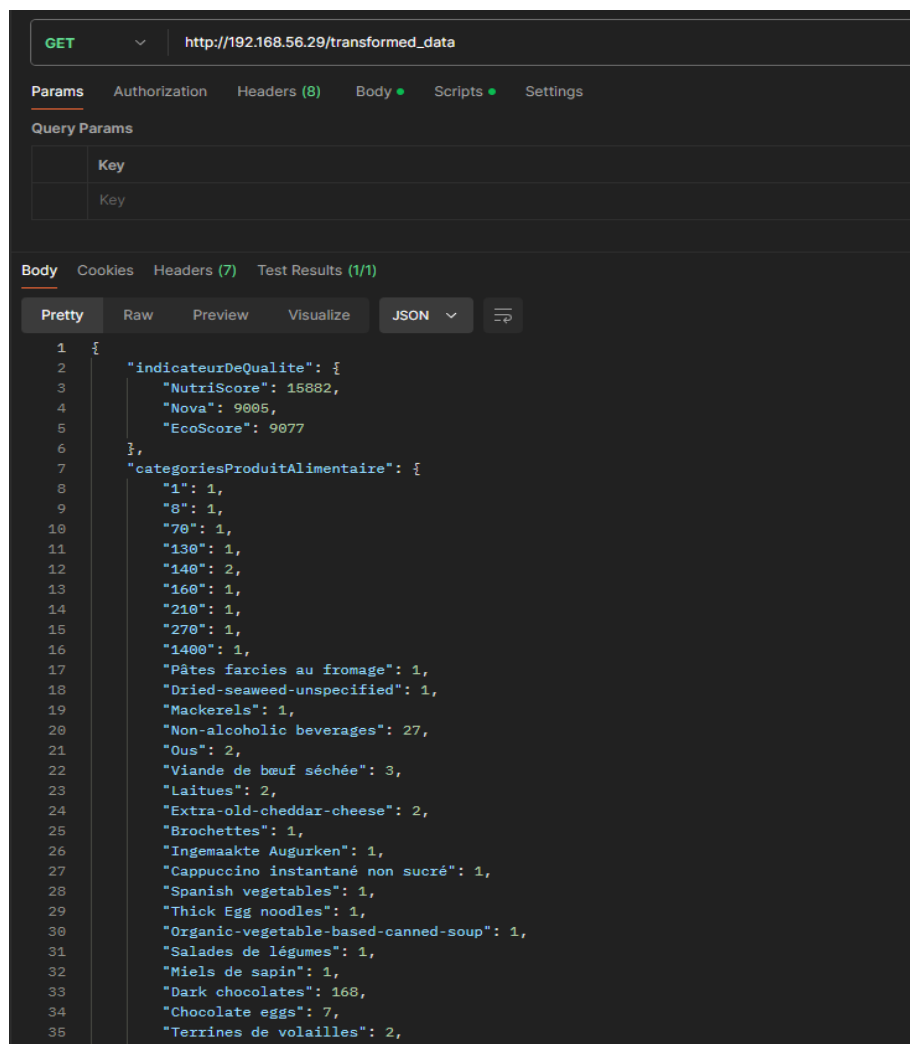 GET http://192.168.56.29/transformed_data
Params Authorization Headers (8) Body Scripts Settings
Query Params
Key
Key
Body Cookies Headers (7) Test Results (1/1)
Pretty Raw Preview Visualize JSON
1 {
2 "indicateurDeQualite": {
3 "NutriScore": 15882,
4 "Nova": 9005,
5 "EcoScore": 9077
6 },
7 "categoriesProduitAlimentaire": {
8 "1": 1,
9 "8": 1,
10 "70": 1,
11 "130": 1,
12 "140": 2,
13 "160": 1,
14 "210": 1,
15 "270": 1,
16 "1400": 1,
17 "Pâtes farcies au fromage": 1,
18 "Dried-seaweed-unspecified": 1,
19 "Mackerels": 1,
20 "Non-alcoholic beverages": 27,
21 "Ous": 2,
22 "Viande de bœuf séchée": 3,
23 "Laitues": 2,
24 "Extra-old-cheddar-cheese": 2,
25 "Brochettes": 1,
26 "Ingemaakte Augurken": 1,
27 "Cappuccino instantané non sucré": 1,
28 "Spanish vegetables": 1,
29 "Thick Egg noodles": 1,
30 "Organic-vegetable-based-canned-soup": 1,
31 "Salades de légumes": 1,
32 "Miels de sapin": 1,
33 "Dark chocolates": 168,
34 "Chocolate eggs": 7,
35 "Terrines de volailles": 2,